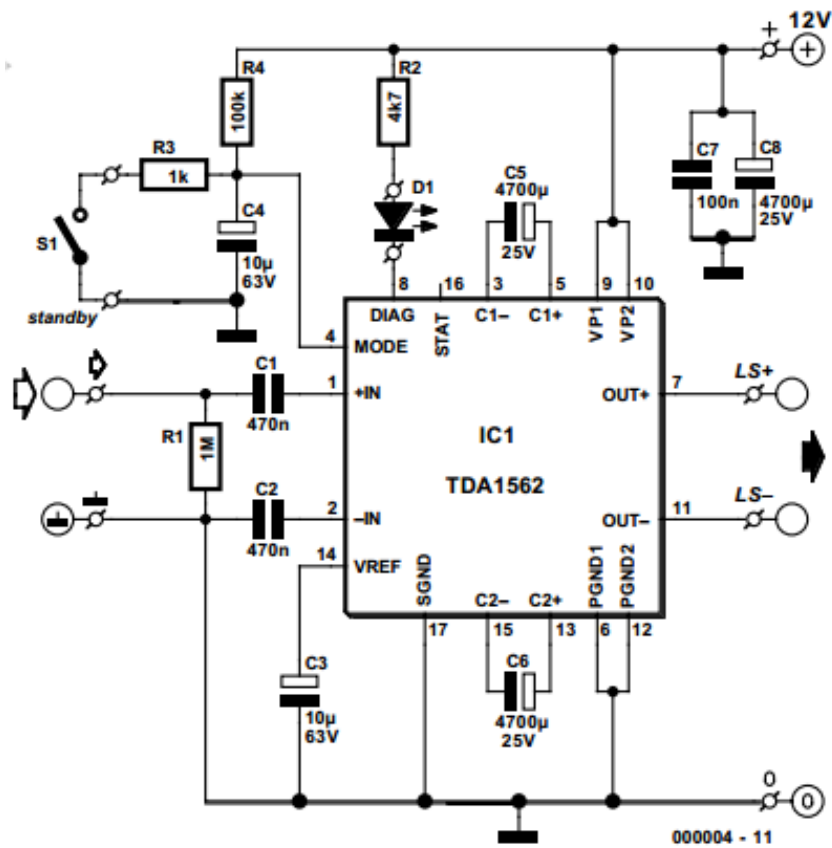 + 12V
+
R4
100k
R2
4k7
R3
1k
C4
10µ
63V
S1
standby
D1
C5
4700µ
25V
C7
100n
C8
4700µ
25V
8
16
3
5
9
10
DIAG
STAT
C1–
C1+
VP1
VP2
4
MODE
C1
470n
1
+IN
R1
1M
C2
470n
2
–IN
14
VREF
IC1
TDA1562
OUT+
7
LS+
OUT–
11
LS–
SGND
C2–
C2+
PGND1
PGND2
17
15
13
6
12
C3
10µ
63V
C6
4700µ
25V
0
0
000004 - 11